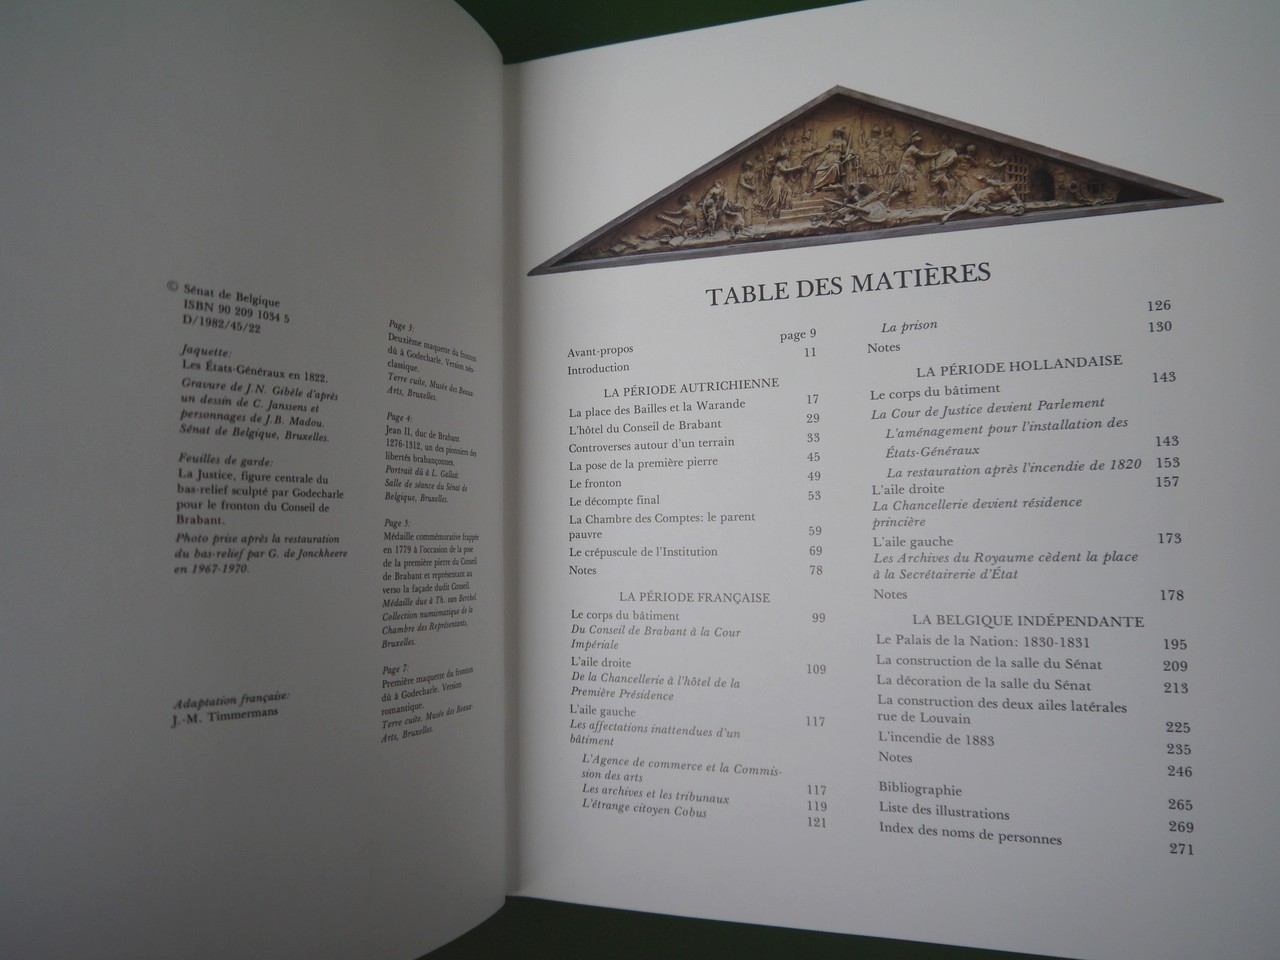 © Sénat de Belgique
ISBN 90 209 1034 5
D/1982/45/22
Jaquette:
Les États-Généraux en 1822.
Gravure de J.N. Gibèle d'après
un dessin de C. Janssens et
personnages de J.B. Madou.
Sénat de Belgique, Bruxelles.
Feuilles de garde:
La Justice, figure centrale du
bas-relief sculpté par Godecharle
pour le fronton du Conseil de
Brabant.
Photo prise après la restauration
du bas-relief par G. de Jonckheere
en 1967-1970.
Adaptation française:
J.-M. Timmermans
Page 3:
Deuxième maquette du fronton
dû à Godecharle. Version néo-
classique.
Terre cuite, Musée des Beaux-
Arts, Bruxelles.
Page 4:
Jean II, duc de Brabant
1276-1312, un des pionniers des
libertés brabançonnes.
Portrait dû à L. Gallait.
Salle de séance du Sénat de
Belgique, Bruxelles.
Page 5:
Médaille commémorative frappée
en 1779 à l'occasion de la pose
de la première pierre du Conseil
de Brabant et représentant au
verso la façade dudit Conseil.
Médaille due à Th. van Berckel.
Collection numismatique de la
Chambre des Représentants,
Bruxelles.
Page 7:
Première maquette du fronton
dû à Godecharle. Version
romantique.
Terre cuite, Musée des Beaux-
Arts, Bruxelles.
TABLE DES MATIÈRES
Avant-propos page 9
Introduction 11
LA PÉRIODE AUTRICHIENNE
La place des Bailles et la Warande 17
L'hôtel du Conseil de Brabant 29
Controverses autour d'un terrain 33
La pose de la première pierre 45
Le fronton 49
Le décompte final 53
La Chambre des Comptes: le parent
pauvre 59
Le crépuscule de l'Institution 69
Notes 78
LA PÉRIODE FRANÇAISE
Le corps du bâtiment 99
Du Conseil de Brabant à la Cour
Impériale
L'aile droite 109
De la Chancellerie à l'hôtel de la
Première Présidence
L'aile gauche 117
Les affectations inattendues d'un
bâtiment
L'Agence de commerce et la Commis-
sion des arts 117
Les archives et les tribunaux 119
L'étrange citoyen Cobus 121
La prison 126
Notes 130
LA PÉRIODE HOLLANDAISE
Le corps du bâtiment 143
La Cour de Justice devient Parlement
L'aménagement pour l'installation des
États-Généraux 143
La restauration après l'incendie de 1820 153
L'aile droite 157
La Chancellerie devient résidence
princière
L'aile gauche 173
Les Archives du Royaume cèdent la place
à la Secrétairerie d'État
Notes 178
LA BELGIQUE INDÉPENDANTE
Le Palais de la Nation: 1830-1831 195
La construction de la salle du Sénat 209
La décoration de la salle du Sénat 213
La construction des deux ailes latérales
rue de Louvain 225
L'incendie de 1883 235
Notes 246
Bibliographie 265
Liste des illustrations 269
Index des noms de personnes 271